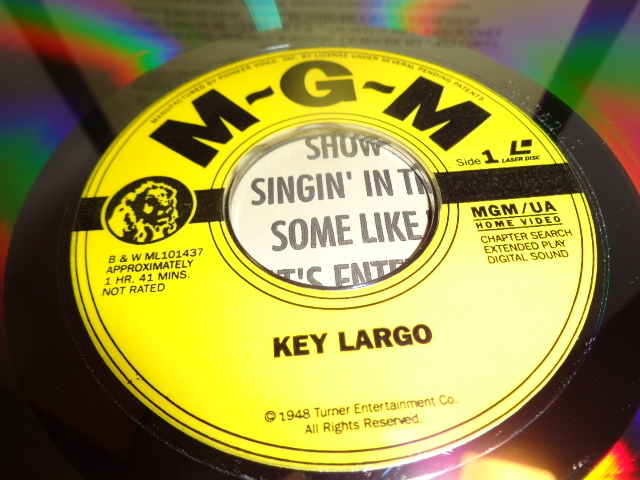 MANUFACTURED BY PIONEER VIDEO, INC. BY LICENSE UNDER SEVERAL PENDING PATENTS.
M~G~M
Side 1
LASER DISC
SHOW
SINGIN' IN TH
SOME LIKE
IT'S ENTE
MGM/UA
HOME VIDEO
CHAPTER SEARCH
EXTENDED PLAY
DIGITAL SOUND
B & W ML101437
APPROXIMATELY
1 HR. 41 MINS.
NOT RATED
KEY LARGO
© 1948 Turner Entertainment Co.
All Rights Reserved.